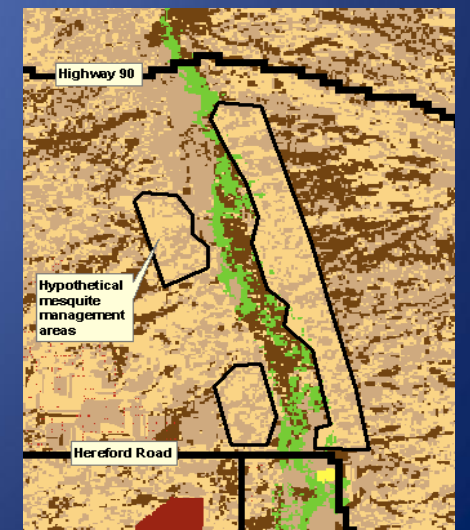 Highway 90
Hypothetical
mesquite
management
areas
Hereford Road